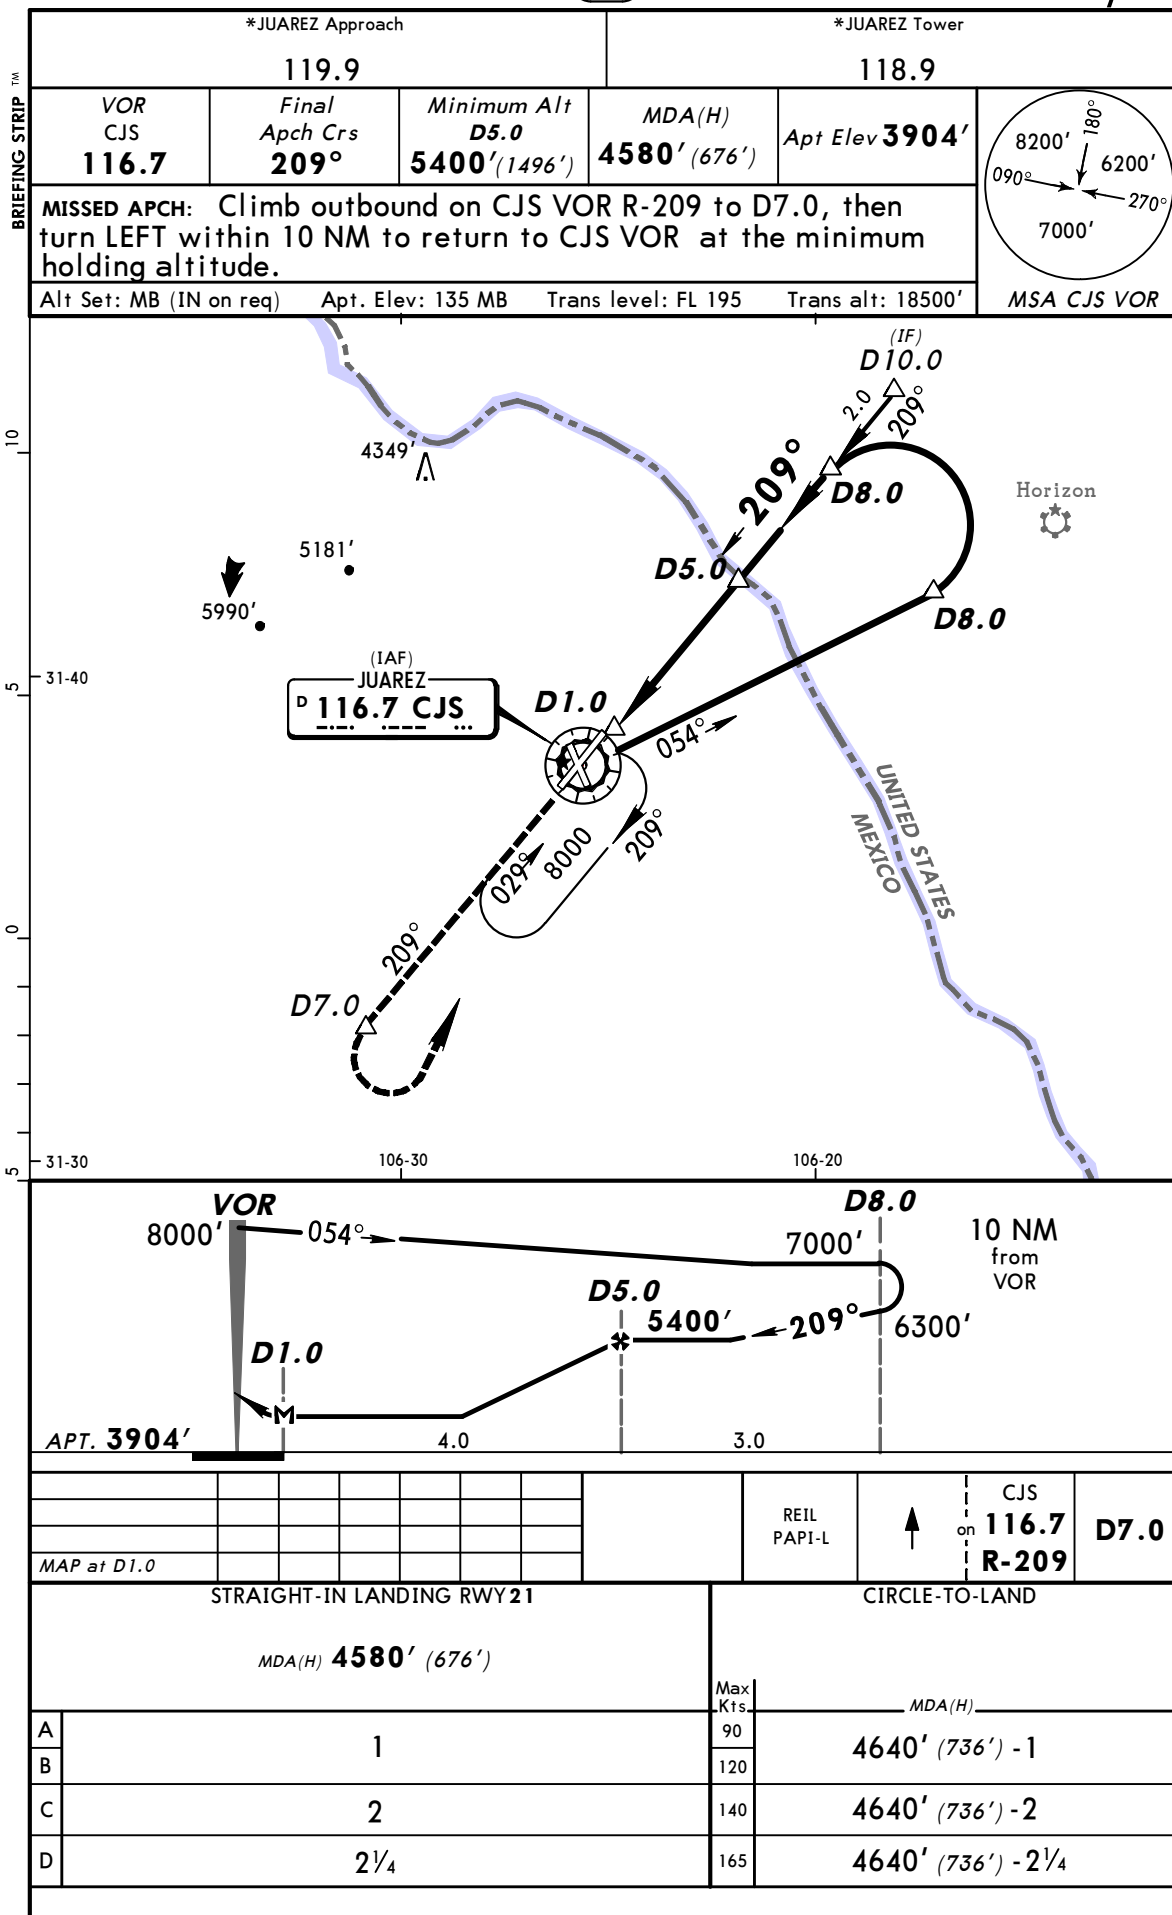 *JUAREZ Approach
119.9
*JUAREZ Tower
118.9
BRIEFING STRIP TM
VOR
CJS
116.7
Final
Apch Crs
209°
Minimum Alt
D5.0
5400'(1496')
MDA(H)
4580' (676')
Apt Elev 3904'
MISSED APCH: Climb outbound on CJS VOR R-209 to D7.0, then
turn LEFT within 10 NM to return to CJS VOR at the minimum
holding altitude.
Alt Set: MB (IN on req) Apt. Elev: 135 MB Trans level: FL 195 Trans alt: 18500'
8200'
180°
6200'
090°
270°
7000'
MSA CJS VOR
(IF)
D10.0
2.0
209°
10
4349'
209°
D8.0
Horizon
5181'
D5.0
5990'
D8.0
(IAF)
JUAREZ
D 116.7 CJS
31-40
5
D1.0
054°
UNITED STATES
MEXICO
029°
8000
209°
0
209°
D7.0
31-30
106-30
106-20
5
VOR
8000'
054°
7000'
D8.0
10 NM
from
VOR
D5.0
5400'
209°
6300'
D1.0
APT. 3904'
4.0
3.0
MAP at D1.0
REIL
PAPI-L
on
CJS
116.7
R-209
D7.0
STRAIGHT-IN LANDING RWY 21
CIRCLE-TO-LAND
MDA(H) 4580' (676')
Max
Kts
MDA(H)
A
B
1
90
120
4640' (736') - 1
C
2
140
4640' (736') - 2
D
2¼
165
4640' (736') - 2¼